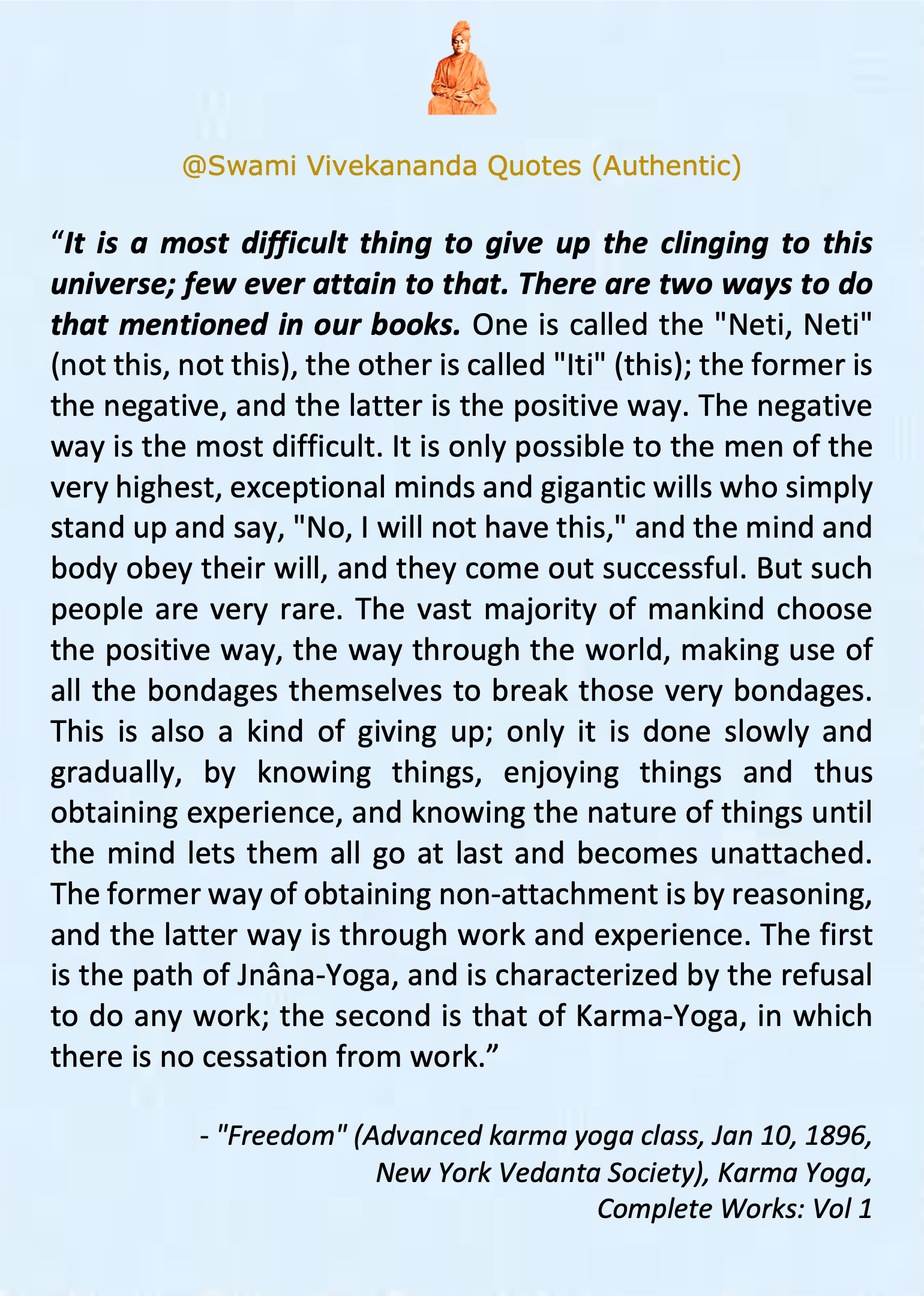 @Swami Vivekananda Quotes (Authentic)
“It is a most difficult thing to give up the clinging to this
universe; few ever attain to that. There are two ways to do
that mentioned in our books. One is called the "Neti, Neti"
(not this, not this), the other is called "Iti" (this); the former is
the negative, and the latter is the positive way. The negative
way is the most difficult. It is only possible to the men of the
very highest, exceptional minds and gigantic wills who simply
stand up and say, "No, I will not have this," and the mind and
body obey their will, and they come out successful. But such
people are very rare. The vast majority of mankind choose
the positive way, the way through the world, making use of
all the bondages themselves to break those very bondages.
This is also a kind of giving up; only it is done slowly and
gradually, by knowing things, enjoying things and thus
obtaining experience, and knowing the nature of things until
the mind lets them all go at last and becomes unattached.
The former way of obtaining non-attachment is by reasoning,
and the latter way is through work and experience. The first
is the path of Jnâna-Yoga, and is characterized by the refusal
to do any work; the second is that of Karma-Yoga, in which
there is no cessation from work.”
- "Freedom" (Advanced karma yoga class, Jan 10, 1896,
New York Vedanta Society), Karma Yoga,
Complete Works: Vol 1